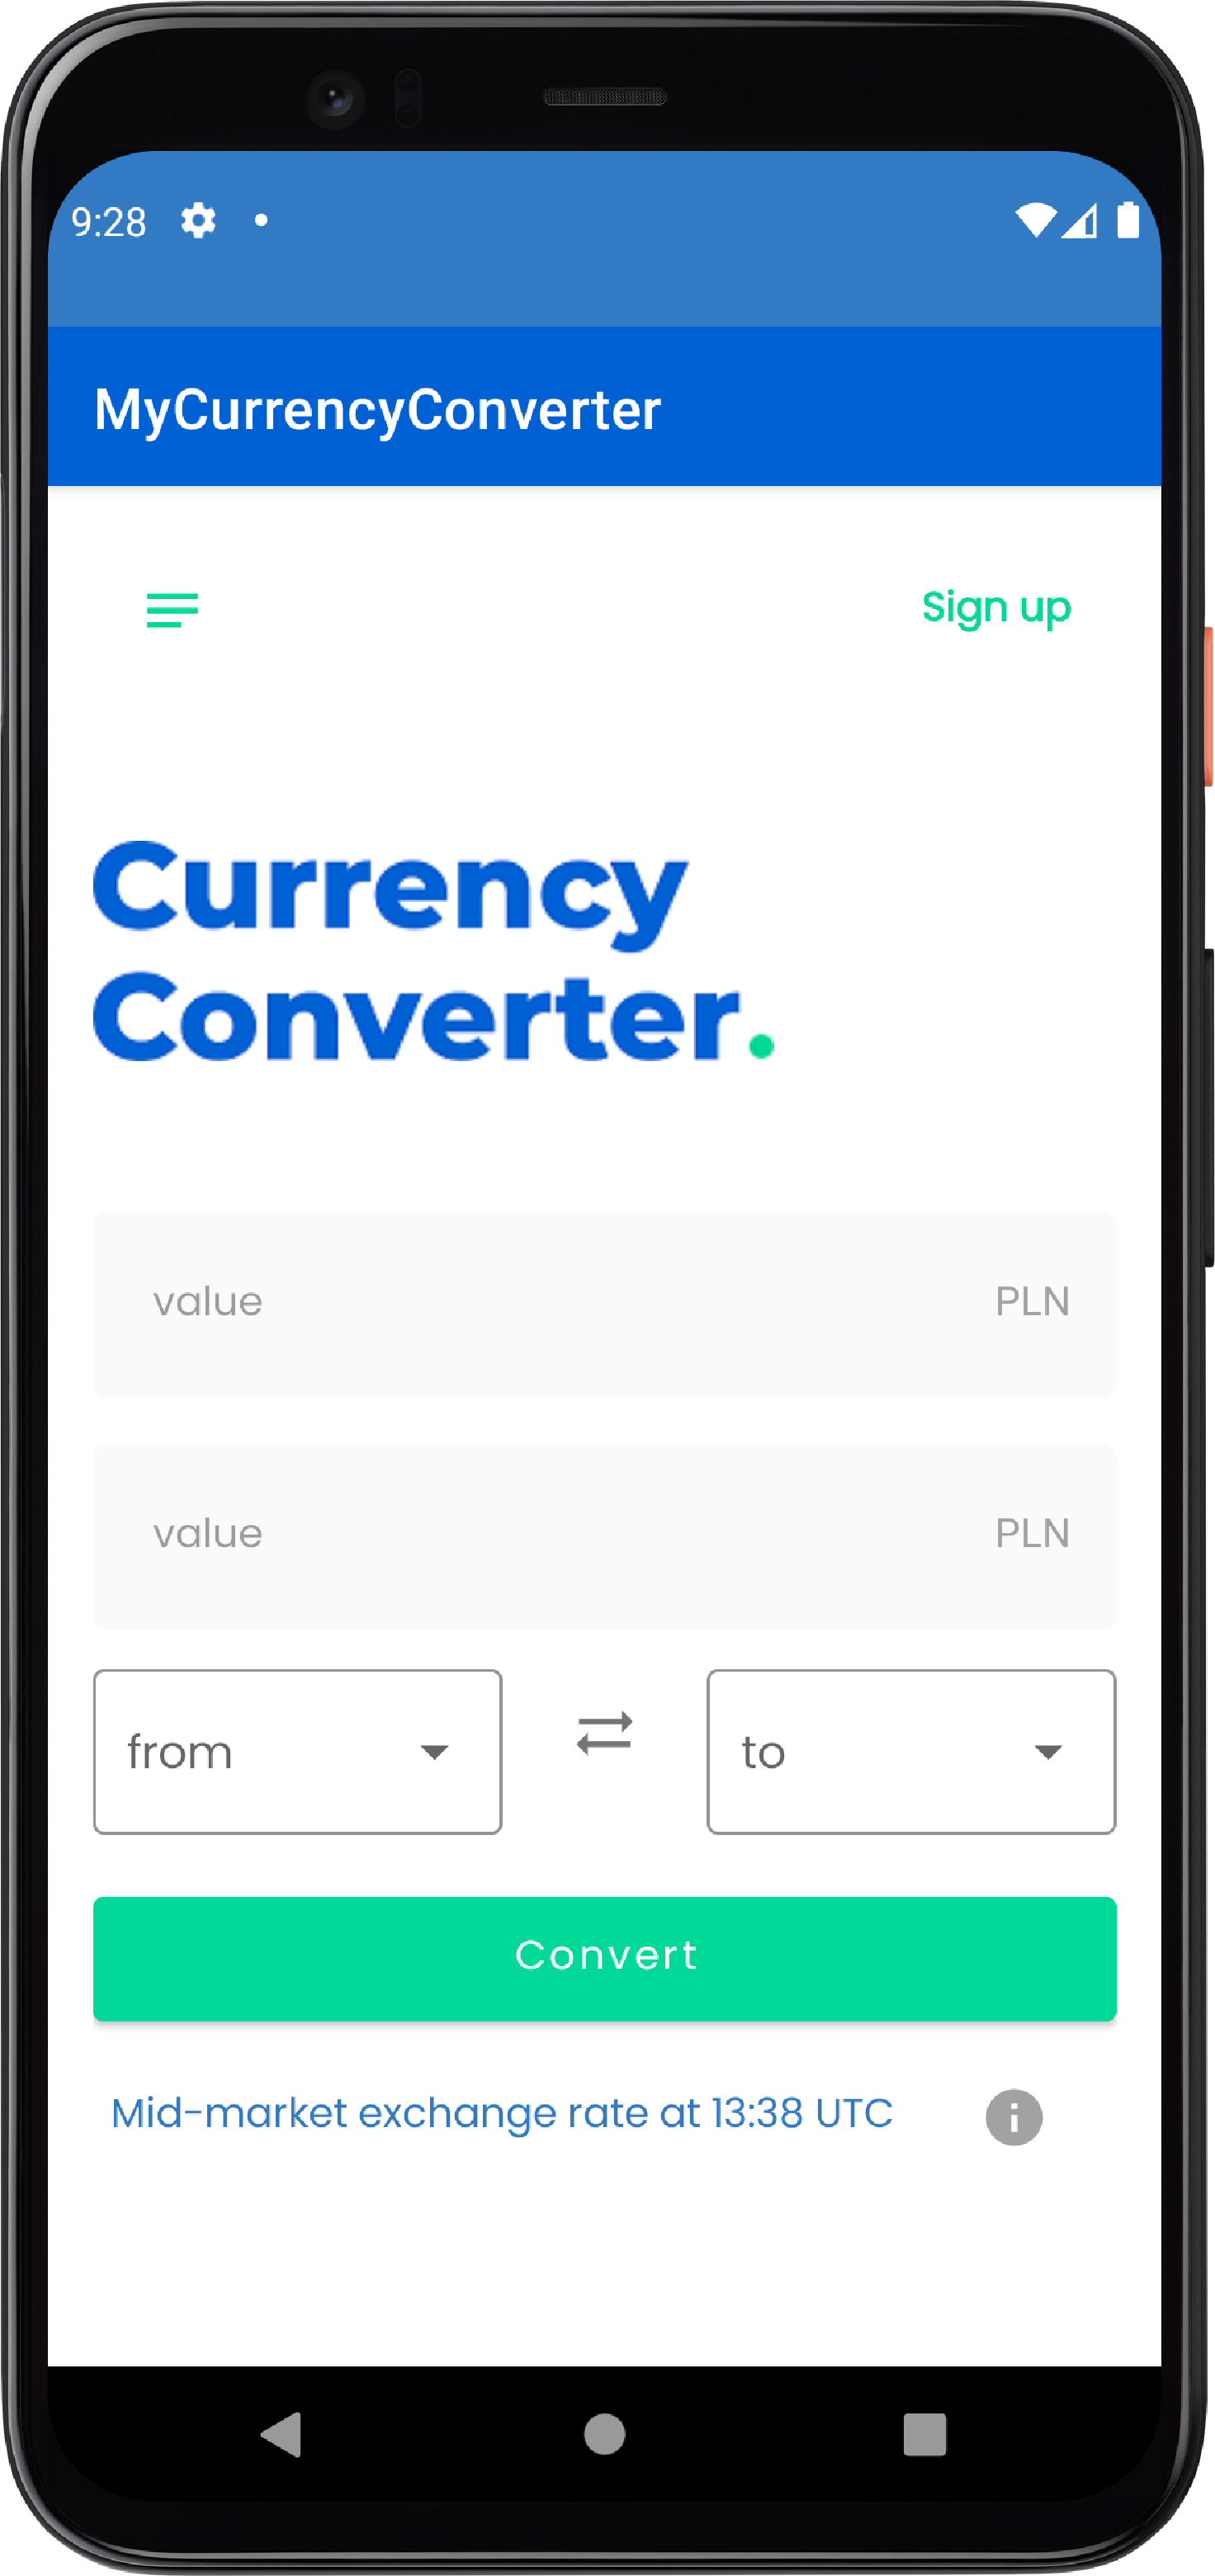 9:28
MyCurrencyConverter
Sign up
Currency
Converter.
value PLN
value PLN
from to
Convert
Mid-market exchange rate at 13:38 UTC